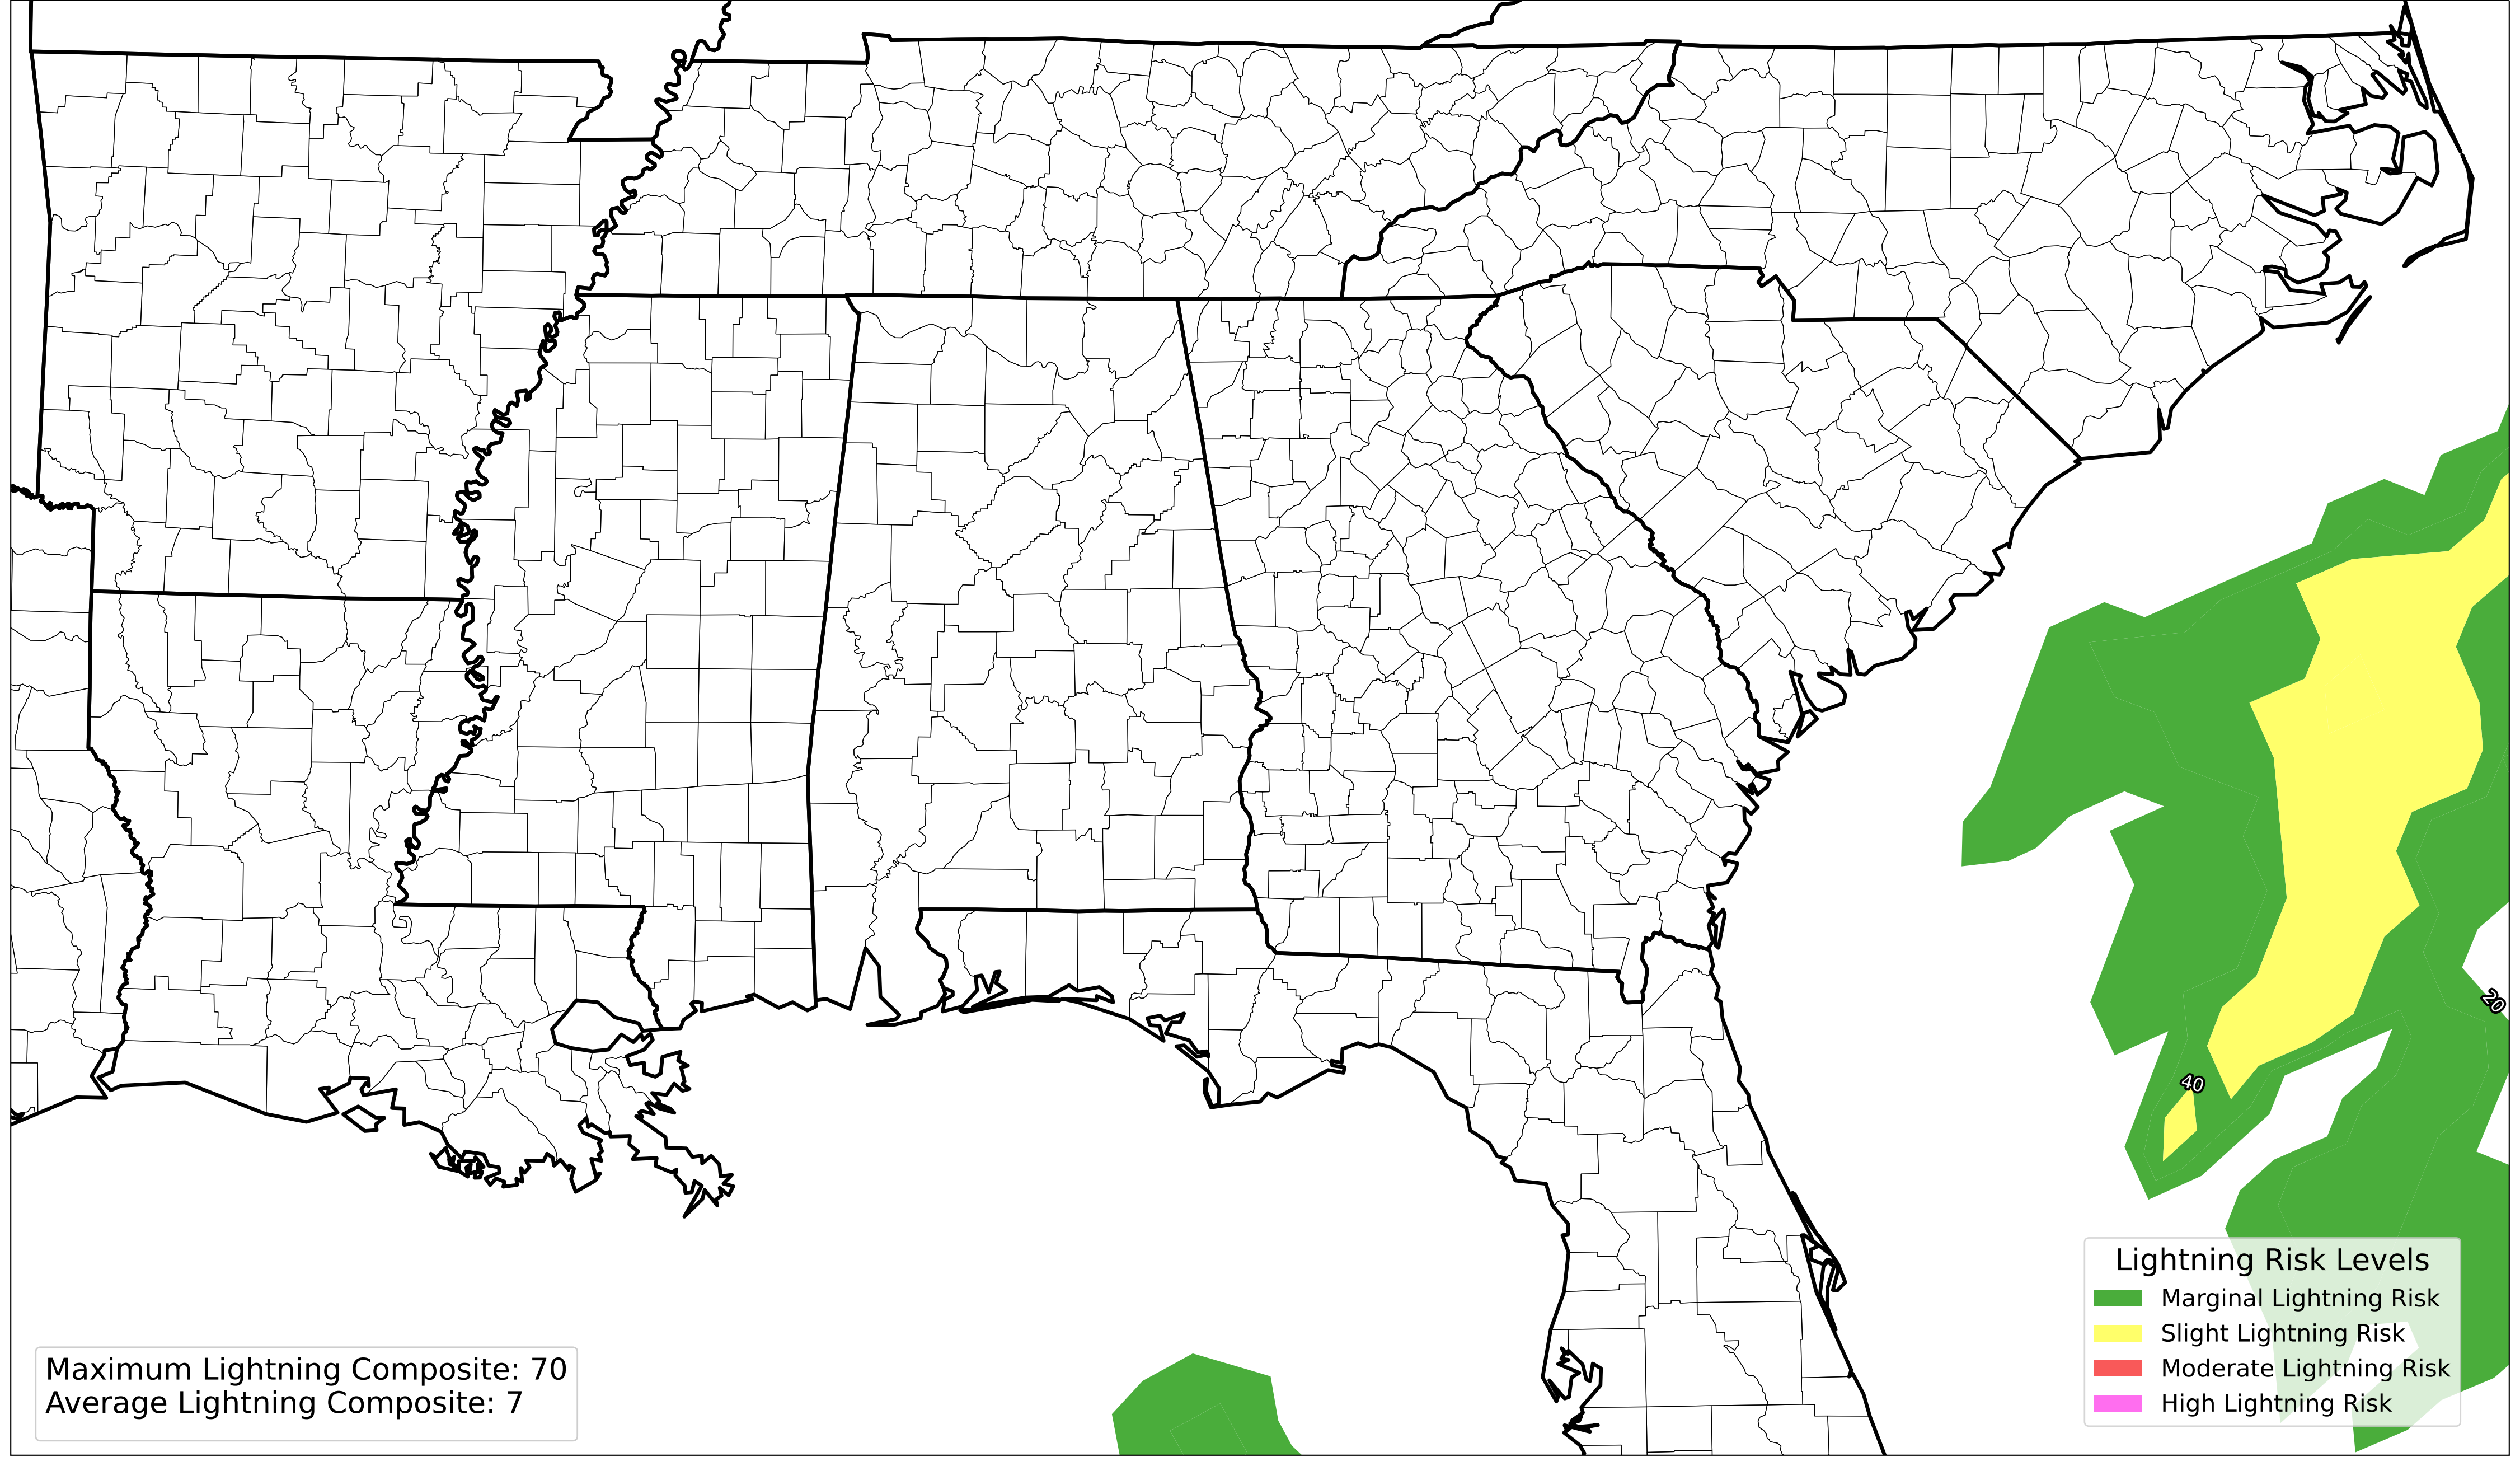 20
40
Lightning Risk Levels
Marginal Lightning Risk
Slight Lightning Risk
Moderate Lightning Risk
High Lightning Risk
Maximum Lightning Composite: 70
Average Lightning Composite: 7